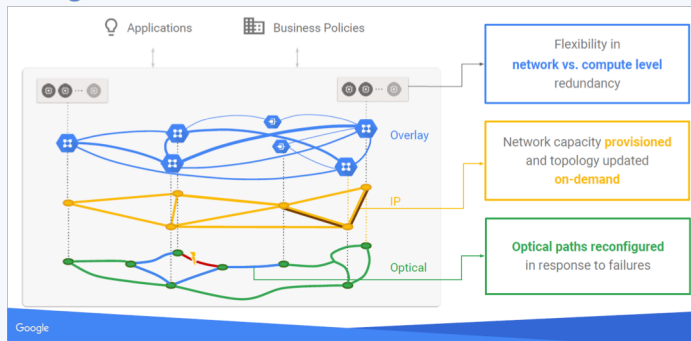 Applications
Business Policies
Flexibility in
network vs. compute level
redundancy
Overlay
Network capacity provisioned
and topology updated
on-demand
IP
Optical paths reconfigured
in response to failures
Optical
Google